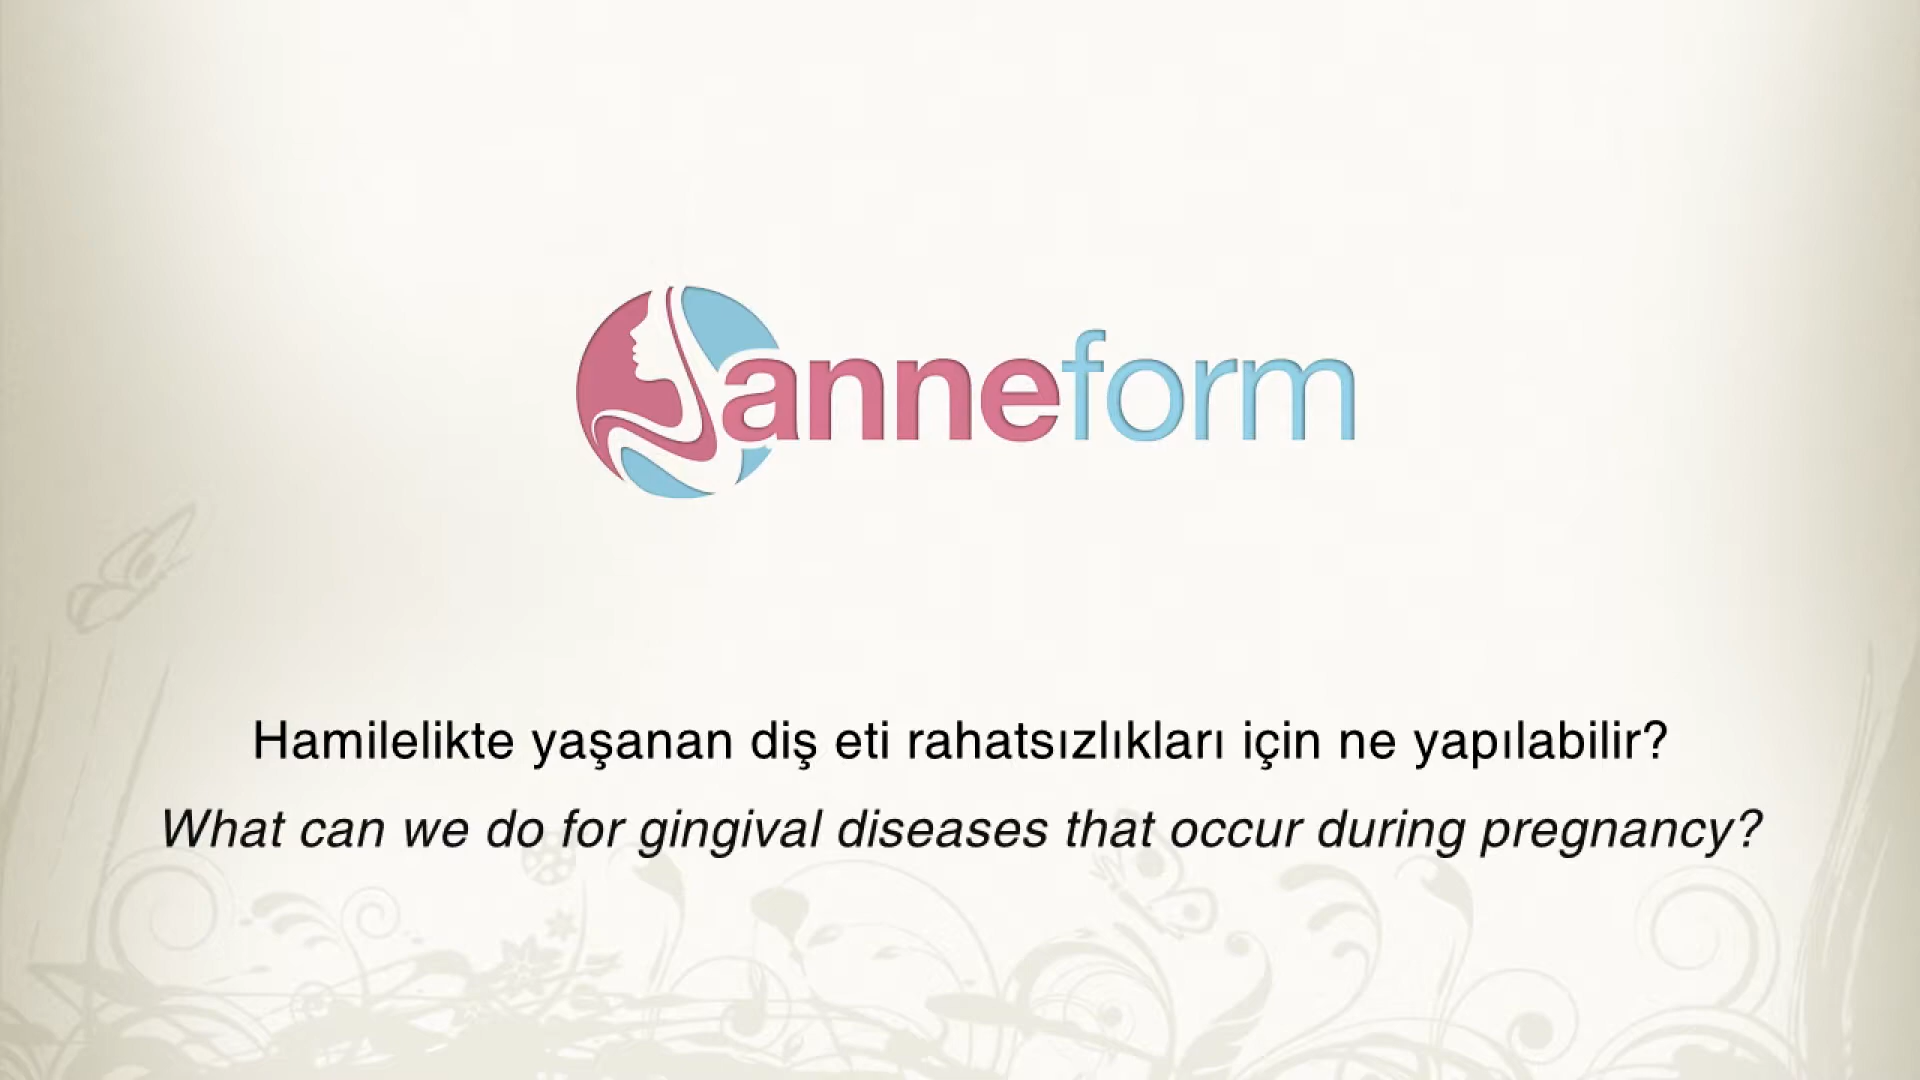 anneform
Hamilelikte yaşanan diş eti rahatsızlıkları için ne yapılabilir?
What can we do for gingival diseases that occur during pregnancy?